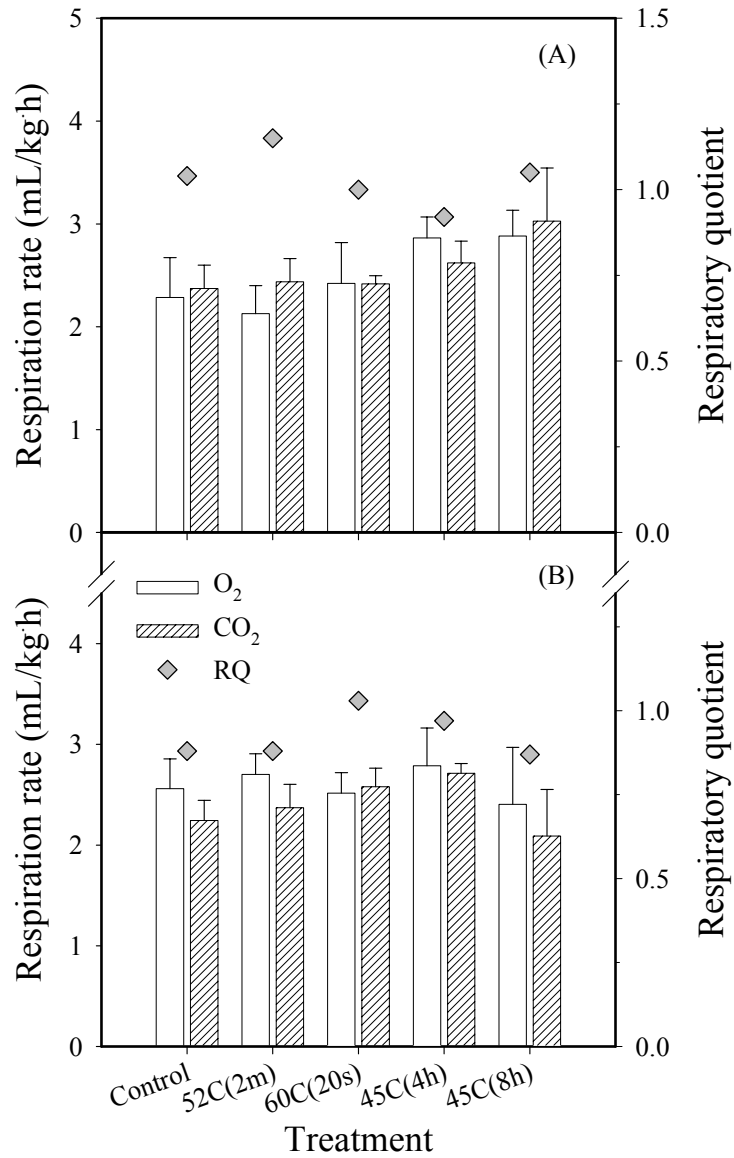 5
4
3
2
1
0
Respiration rate (mL/kg·h)
(A)
1.5
1.0
0.5
0.0
Respiratory quotient
(B)
O₂
CO₂
RQ
4
3
2
1
0
Respiration rate (mL/kg·h)
1.0
0.5
0.0
Respiratory quotient
Control
52C(2m)
60C(20s)
45C(4h)
45C(8h)
Treatment